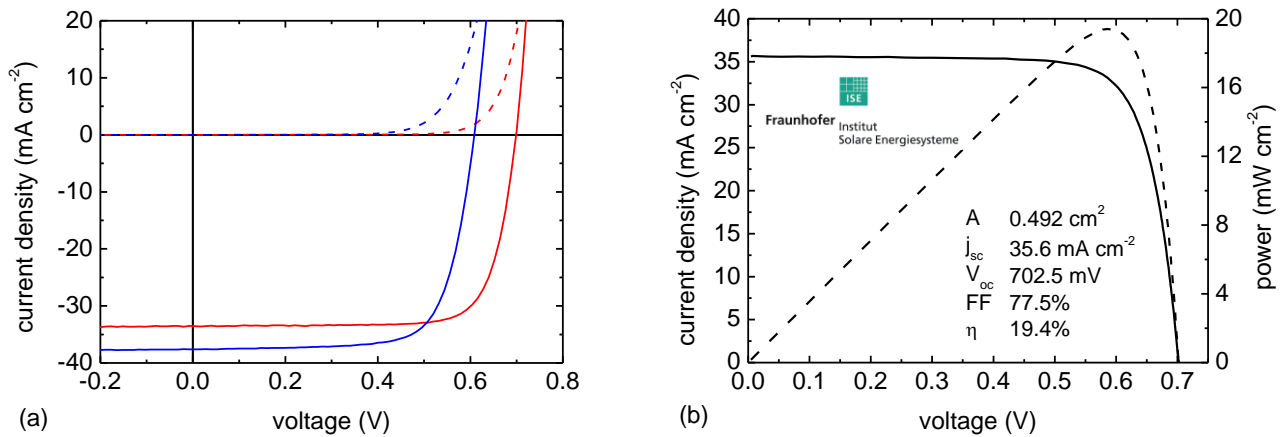 20
10
0
-10
-20
-30
-40
-0.2 0.0 0.2 0.4 0.6 0.8
voltage (V)
current density (mA cm-2)
(a)
40
35
30
25
20
15
10
5
0
0.0 0.1 0.2 0.3 0.4 0.5 0.6 0.7
voltage (V)
current density (mA cm-2)
20
16
12
8
4
0
power (mW cm-2)
ISE
Fraunhofer Institut
Solare Energiesysteme
A 0.492 cm2
jsc 35.6 mA cm-2
Voc 702.5 mV
FF 77.5%
η 19.4%
(b)